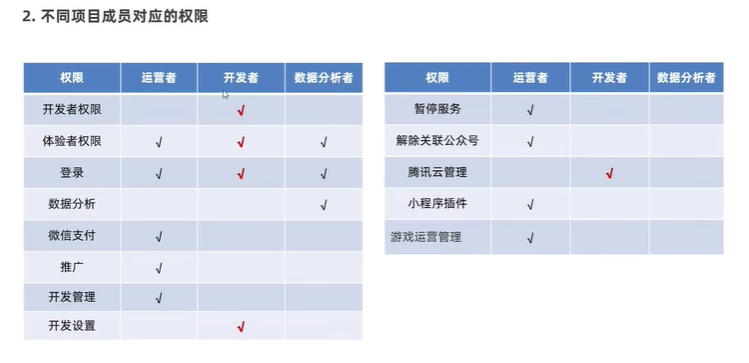 2. 不同项目成员对应的权限
权限 运营者 开发者 数据分析者
开发者权限 √
体验者权限 √ √ √
登录 √ √ √
数据分析 √
微信支付 √
推广 √
开发管理 √
开发设置 √
权限 运营者 开发者 数据分析者
暂停服务 √
解除关联公众号 √
腾讯云管理 √
小程序插件 √
游戏运营管理 √